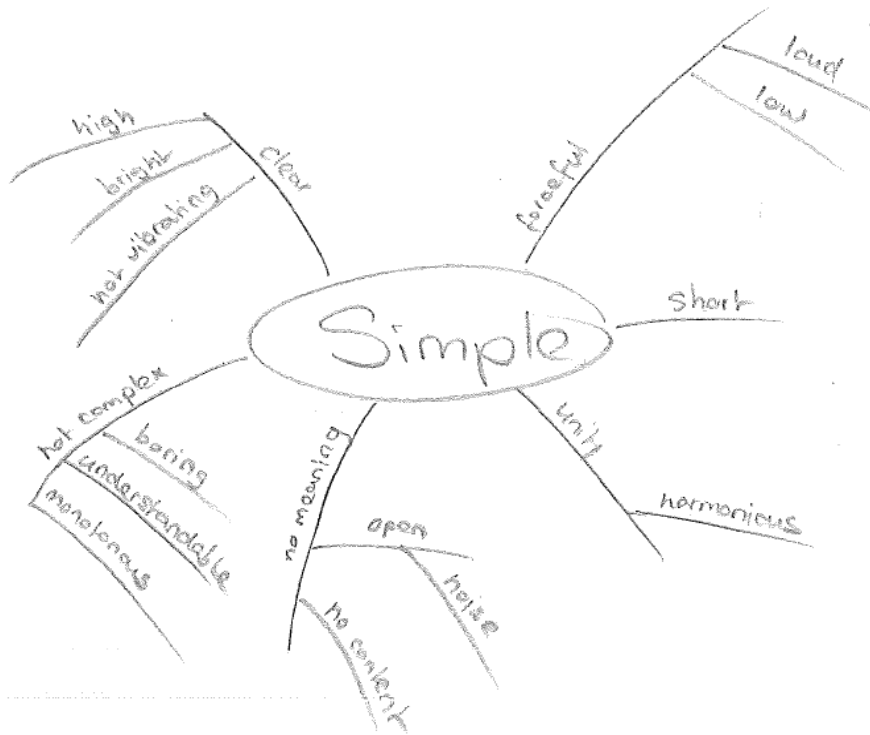 Simple
clear
high
bright
not vibrating
forceful
loud
low
short
unity
harmonious
no meaning
open
noise
no content
not complex
boring
understandable
monotonous